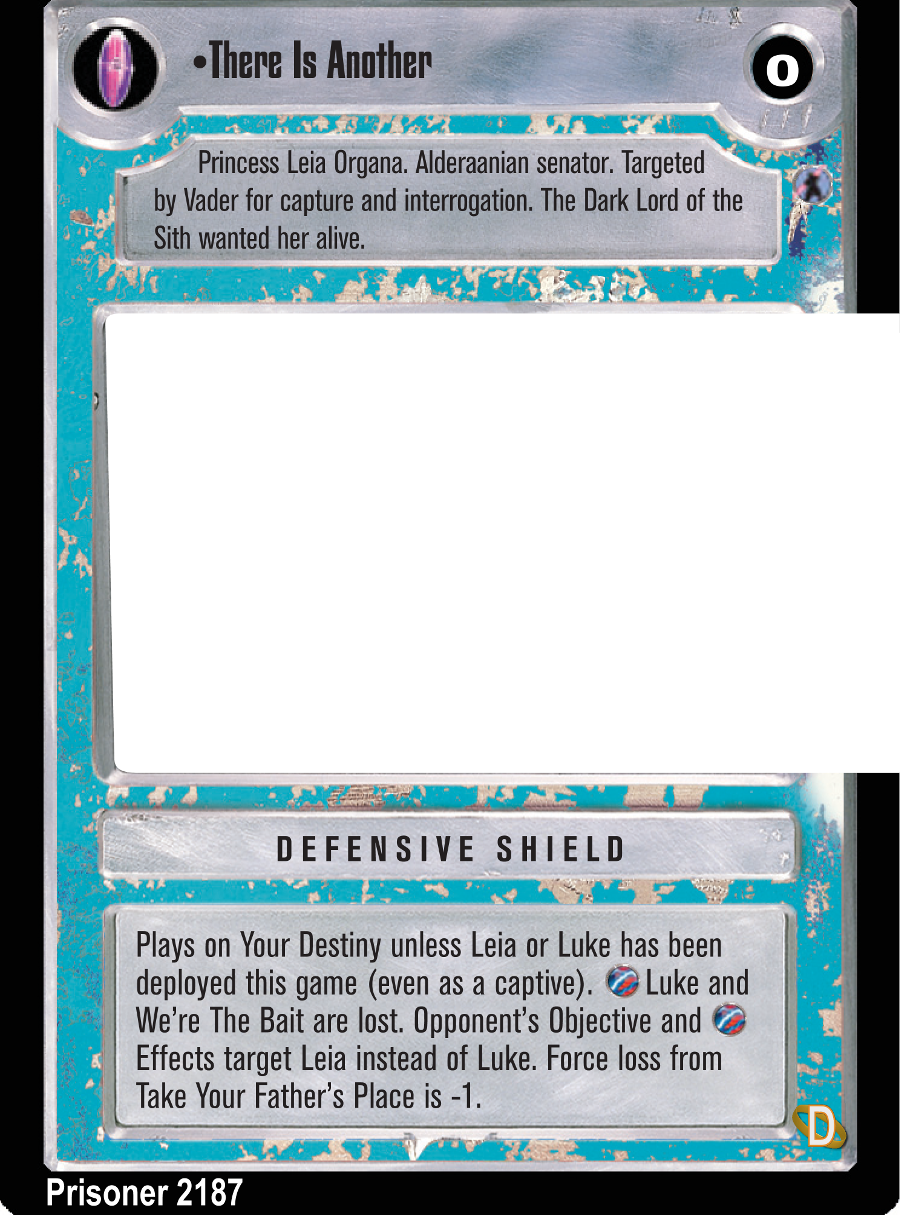 •There Is Another
0
Princess Leia Organa. Alderaanian senator. Targeted
by Vader for capture and interrogation. The Dark Lord of the
Sith wanted her alive.
DEFENSIVE SHIELD
Plays on Your Destiny unless Leia or Luke has been
deployed this game (even as a captive). Luke and
We're The Bait are lost. Opponent's Objective and
Effects target Leia instead of Luke. Force loss from
Take Your Father's Place is -1.
D
Prisoner 2187